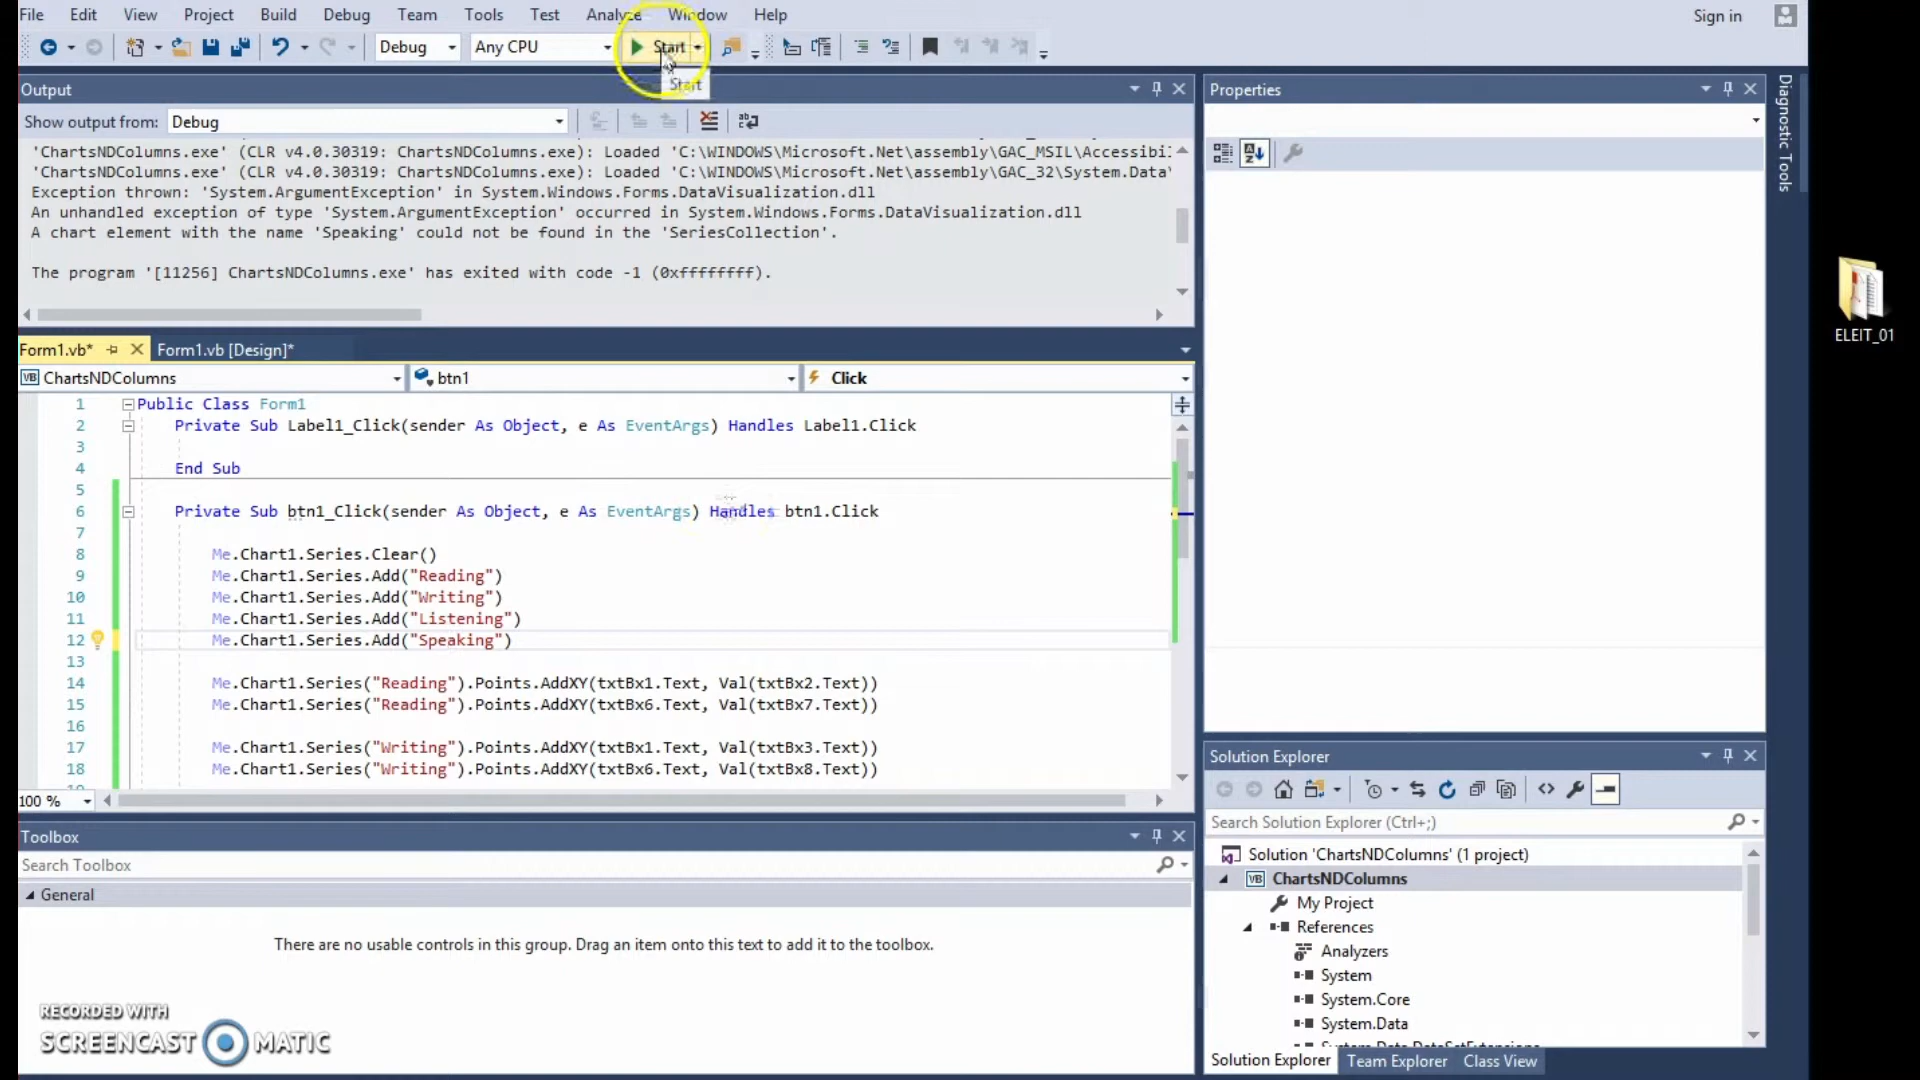 File Edit View Project Build Debug Team Tools Test Analyze Window Help Sign in
Debug Any CPU Start
Start
Output
Show output from: Debug
'ChartsNDColumns.exe' (CLR v4.0.30319: ChartsNDColumns.exe): Loaded 'C:\WINDOWS\Microsoft.Net\assembly\GAC_MSIL\Accessibi
'ChartsNDColumns.exe' (CLR v4.0.30319: ChartsNDColumns.exe): Loaded 'C:\WINDOWS\Microsoft.Net\assembly\GAC_32\System.Data
Exception thrown: 'System.ArgumentException' in System.Windows.Forms.DataVisualization.dll
An unhandled exception of type 'System.ArgumentException' occurred in System.Windows.Forms.DataVisualization.dll
A chart element with the name 'Speaking' could not be found in the 'SeriesCollection'.
The program '[11256] ChartsNDColumns.exe' has exited with code -1 (0xffffffff).
Form1.vb* Form1.vb [Design]*
VB ChartsNDColumns btn1 Click
1 Public Class Form1
2 Private Sub Label1_Click(sender As Object, e As EventArgs) Handles Label1.Click
3
4 End Sub
5
6 Private Sub btn1_Click(sender As Object, e As EventArgs) Handles btn1.Click
7
8 Me.Chart1.Series.Clear()
9 Me.Chart1.Series.Add("Reading")
10 Me.Chart1.Series.Add("Writing")
11 Me.Chart1.Series.Add("Listening")
12 Me.Chart1.Series.Add("Speaking")
13
14 Me.Chart1.Series("Reading").Points.AddXY(txtBx1.Text, Val(txtBx2.Text))
15 Me.Chart1.Series("Reading").Points.AddXY(txtBx6.Text, Val(txtBx7.Text))
16
17 Me.Chart1.Series("Writing").Points.AddXY(txtBx1.Text, Val(txtBx3.Text))
18 Me.Chart1.Series("Writing").Points.AddXY(txtBx6.Text, Val(txtBx8.Text))
100 %
Toolbox
Search Toolbox
General
There are no usable controls in this group. Drag an item onto this text to add it to the toolbox.
RECORDED WITH
SCREENCAST MATIC
Properties
Diagnostic Tools
Solution Explorer
Search Solution Explorer (Ctrl+;)
Solution 'ChartsNDColumns' (1 project)
VB ChartsNDColumns
My Project
References
Analyzers
System
System.Core
System.Data
System.Data.DataSetExtensions
Solution Explorer Team Explorer Class View
ELEIT_01